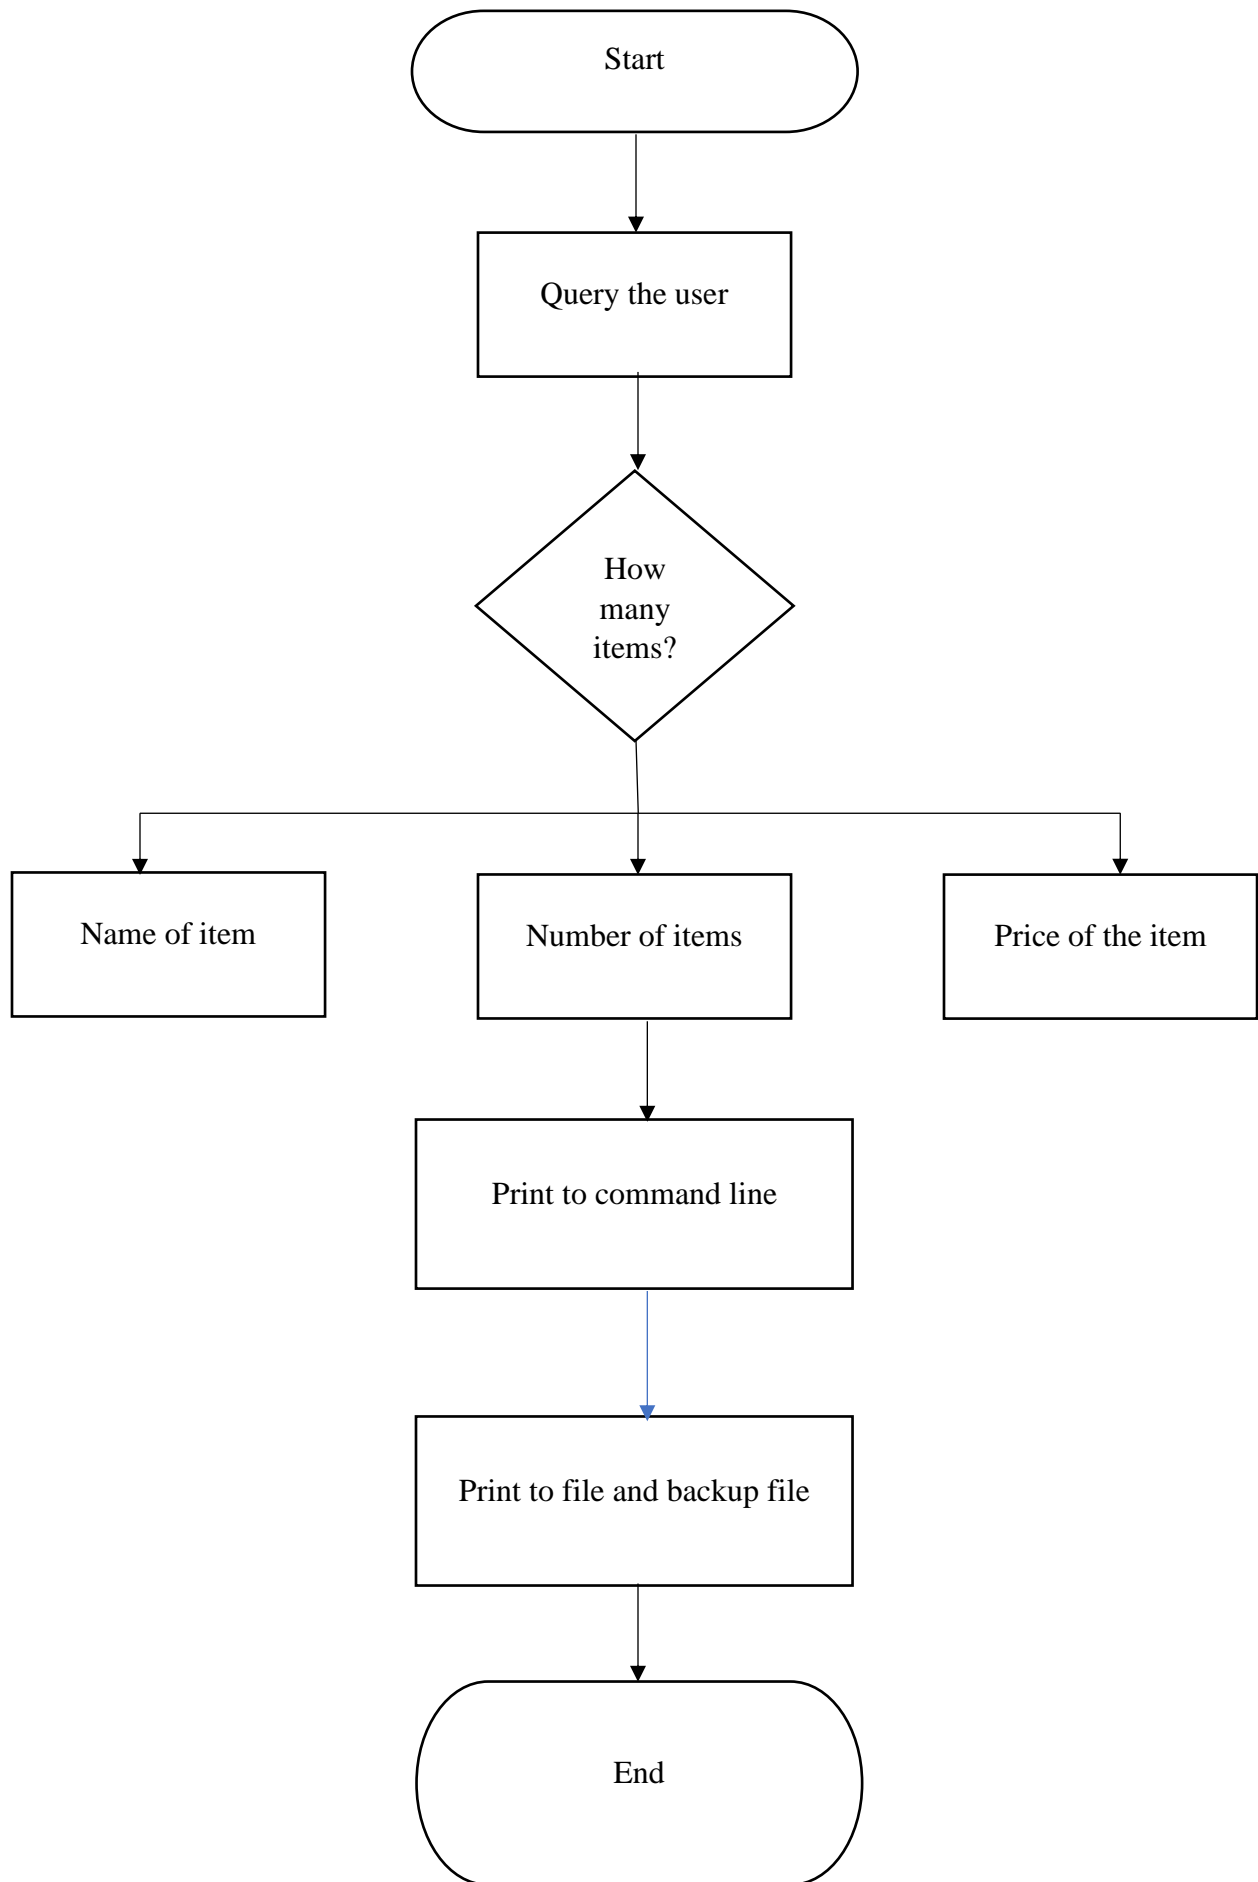 Start
Query the user
How
many
items?
Name of item
Number of items
Price of the item
Print to command line
Print to file and backup file
End